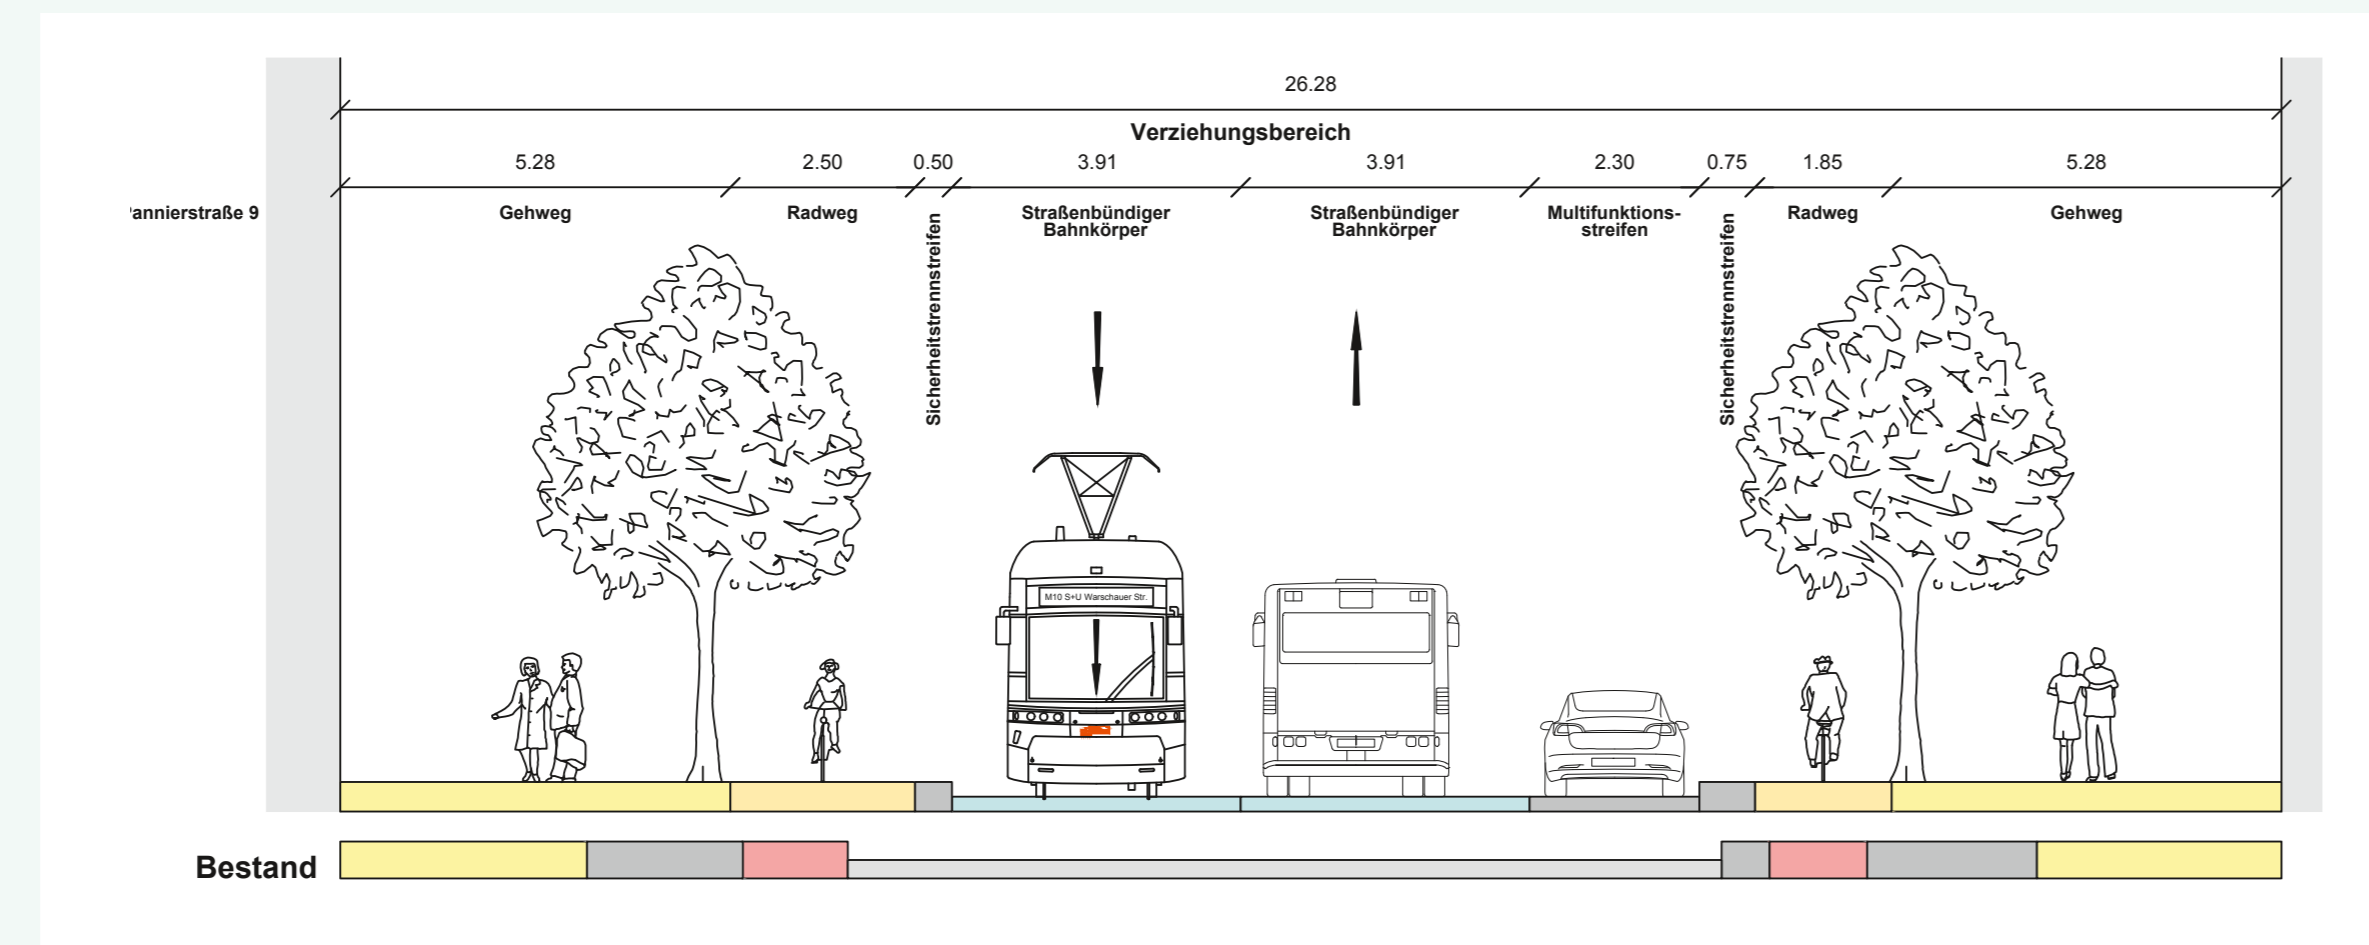 26.28
Verziehungsbereich
5.28
2.50
0.50
3.91
3.91
2.30
0.75
1.85
5.28
annierstraße 9
Gehweg
Radweg
Sicherheitstrennstreifen
Straßenbündiger
Bahnkörper
Straßenbündiger
Bahnkörper
Multifunktions-
streifen
Sicherheitstrennstreifen
Radweg
Gehweg
M10 S+U Warschauer Str.
Bestand